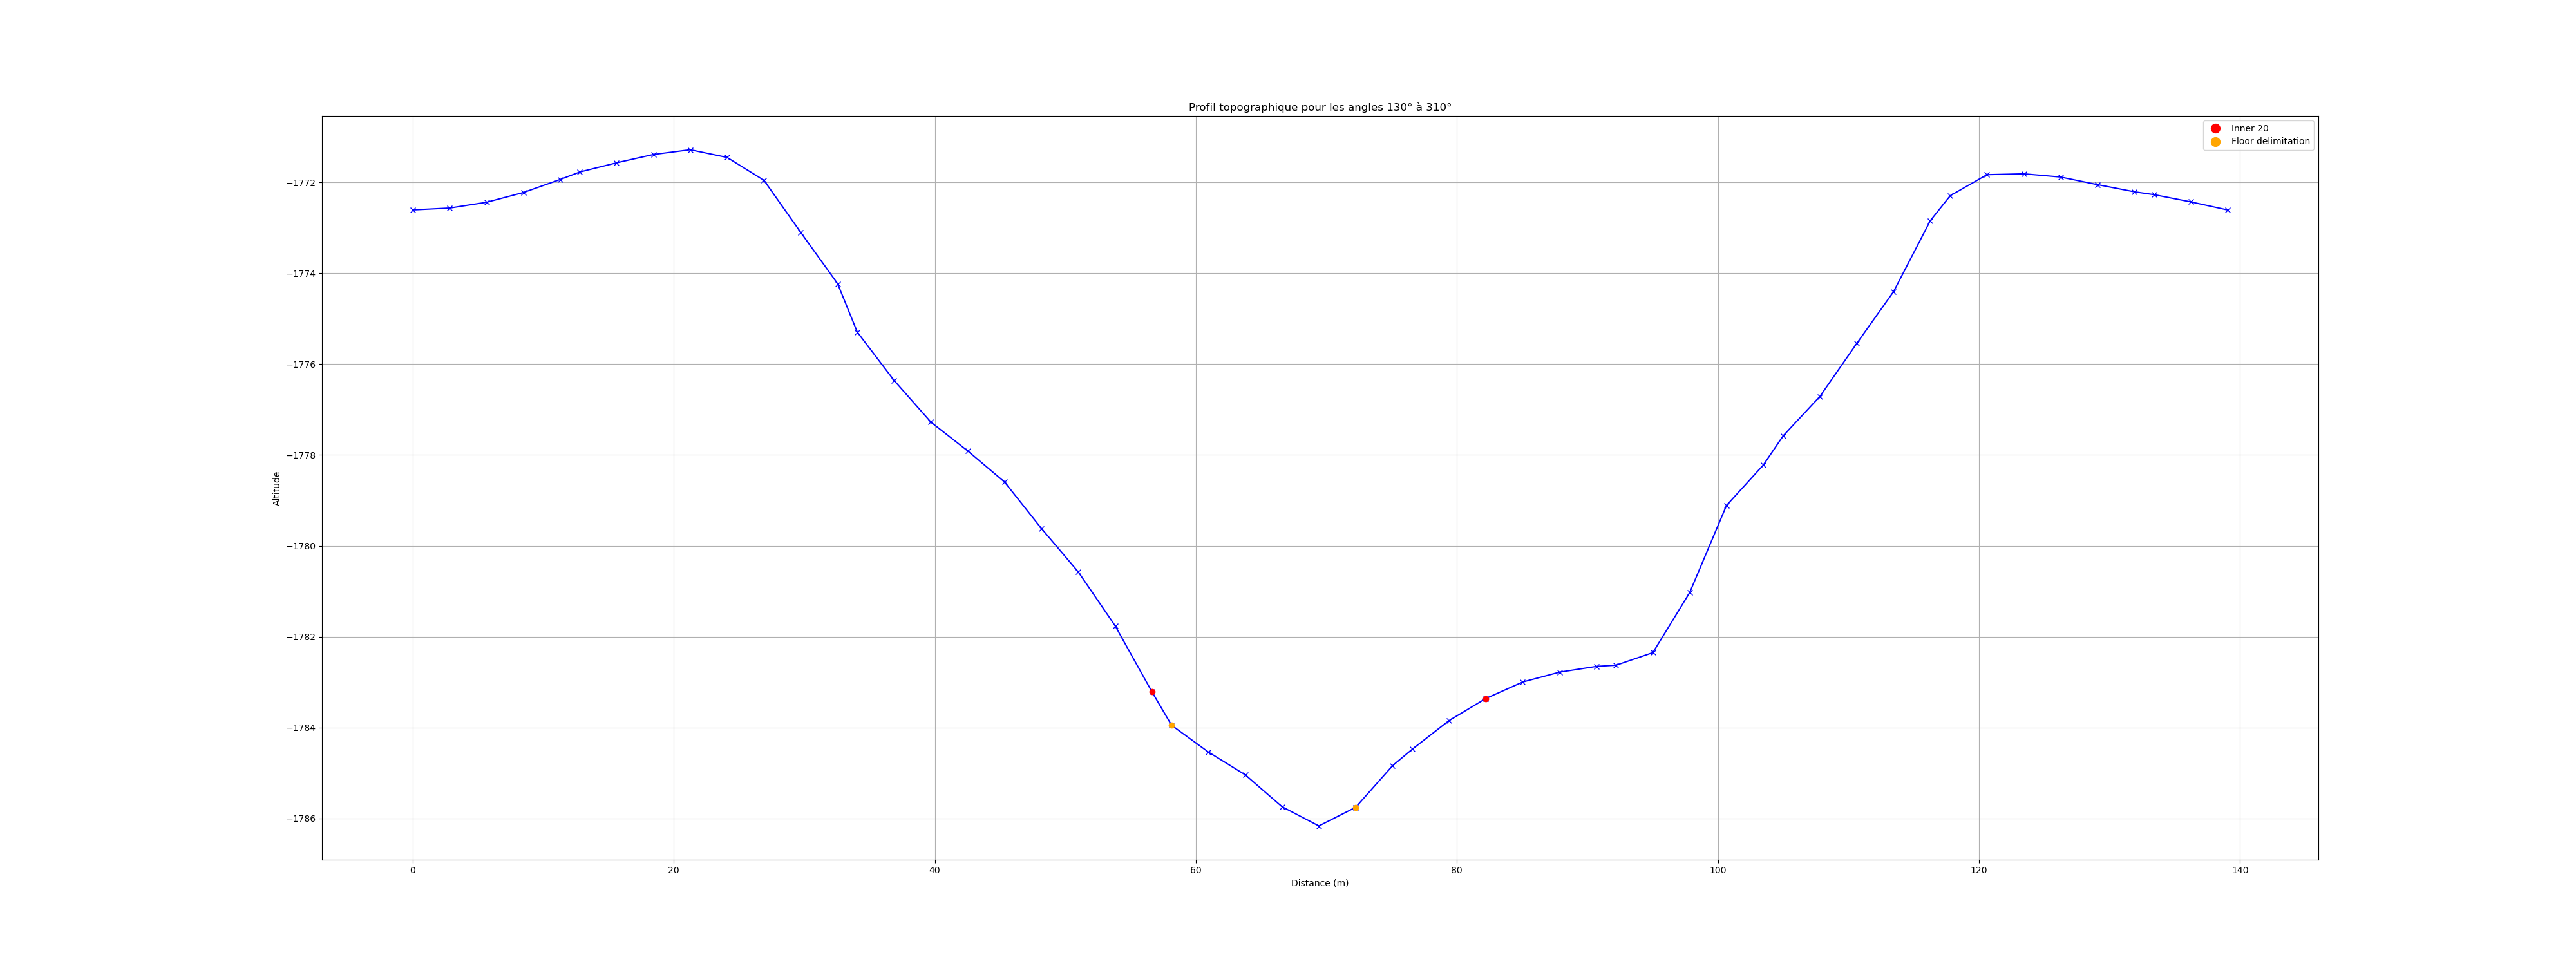 Profil topographique pour les angles 130° à 310°
Inner 20
Floor delimitation
−1772
−1774
−1776
−1778
−1780
−1782
−1784
−1786
Altitude
0 20 40 60 80 100 120 140
Distance (m)